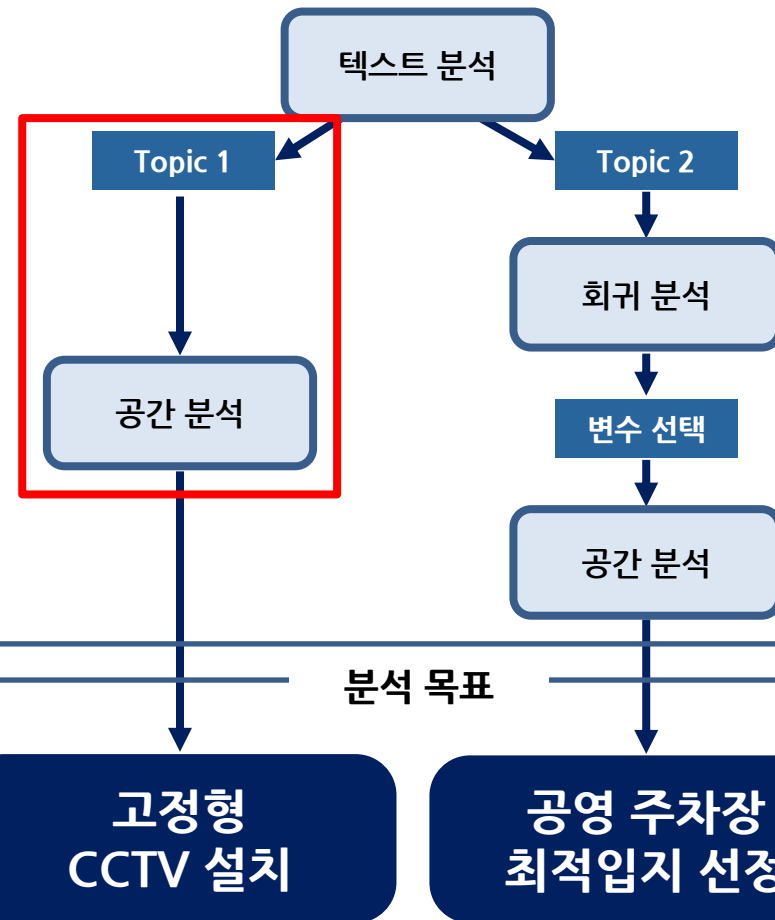 텍스트 분석
Topic 1
Topic 2
회귀 분석
공간 분석
변수 선택
공간 분석
분석 목표
고정형
CCTV 설치
공영 주차장
최적입지 선정